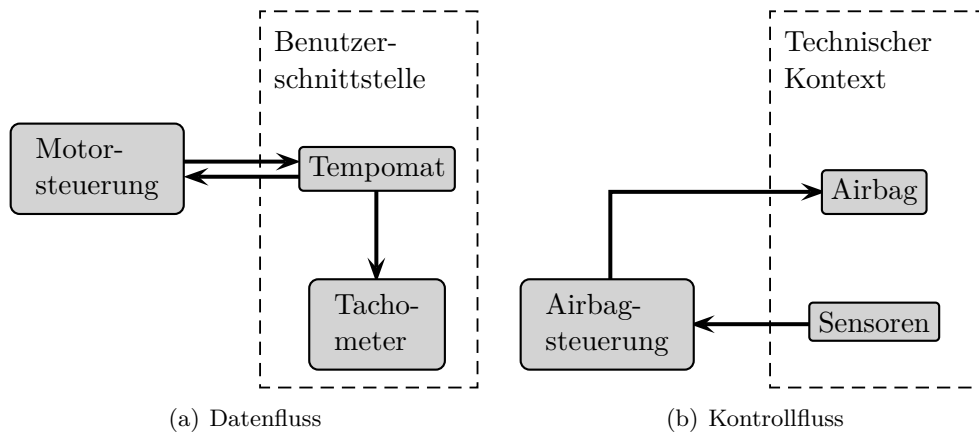 Benutzer-
schnittstelle
Motor-
steuerung
Tempomat
Tacho-
meter
(a) Datenfluss
Technischer
Kontext
Airbag
Airbag-
steuerung
Sensoren
(b) Kontrollfluss